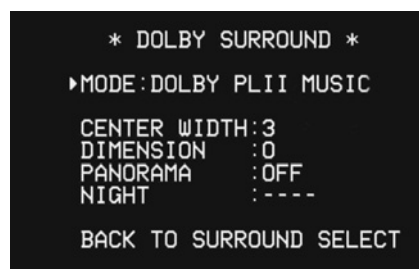 * DOLBY SURROUND *
▸MODE:DOLBY PLII MUSIC
CENTER WIDTH:3
DIMENSION :0
PANORAMA :OFF
NIGHT :----
BACK TO SURROUND SELECT